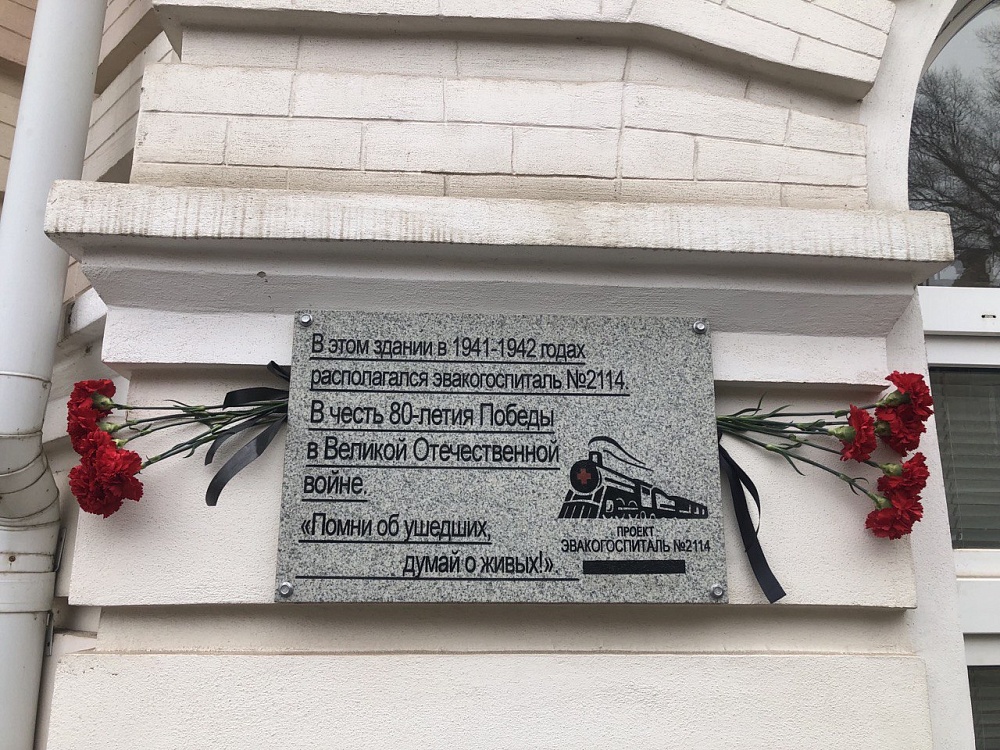 В этом здании в 1941-1942 годах
располагался эвакогоспиталь №2114.
В честь 80-летия Победы
в Великой Отечественной
войне.
«Помни об ушедших,
думай о живых!»
ПРОЕКТ
ЭВАКОГОСПИТАЛЬ №2114